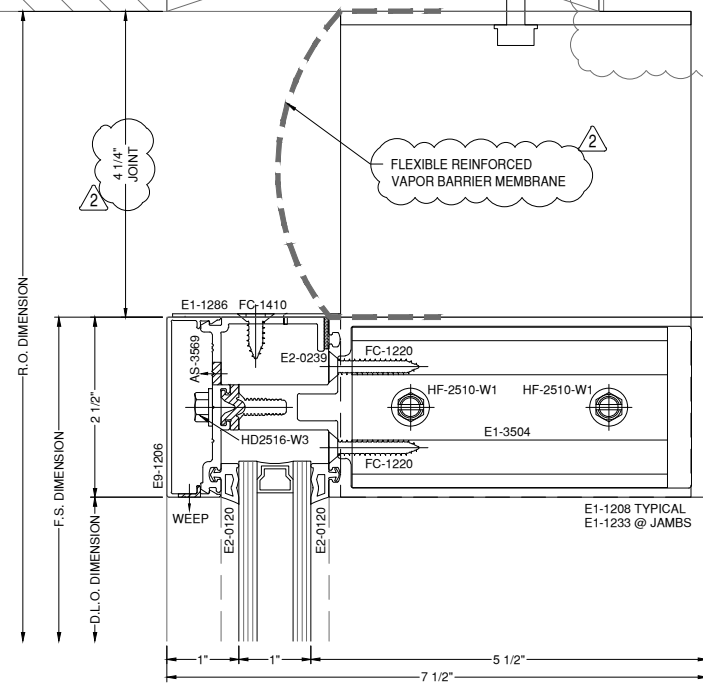 4 1/4"
JOINT
2
2
FLEXIBLE REINFORCED
VAPOR BARRIER MEMBRANE
R.O. DIMENSION
E1-1286
FC-1410
AS-3569
E2-0239
FC-1220
HF-2510-W1
HF-2510-W1
2 1/2"
E1-3504
HD2516-W3
F.S. DIMENSION
E9-1206
FC-1220
WEEP
E2-0120
E2-0120
E1-1208 TYPICAL
E1-1233 @ JAMBS
D.L.O. DIMENSION
1"
1"
5 1/2"
7 1/2"